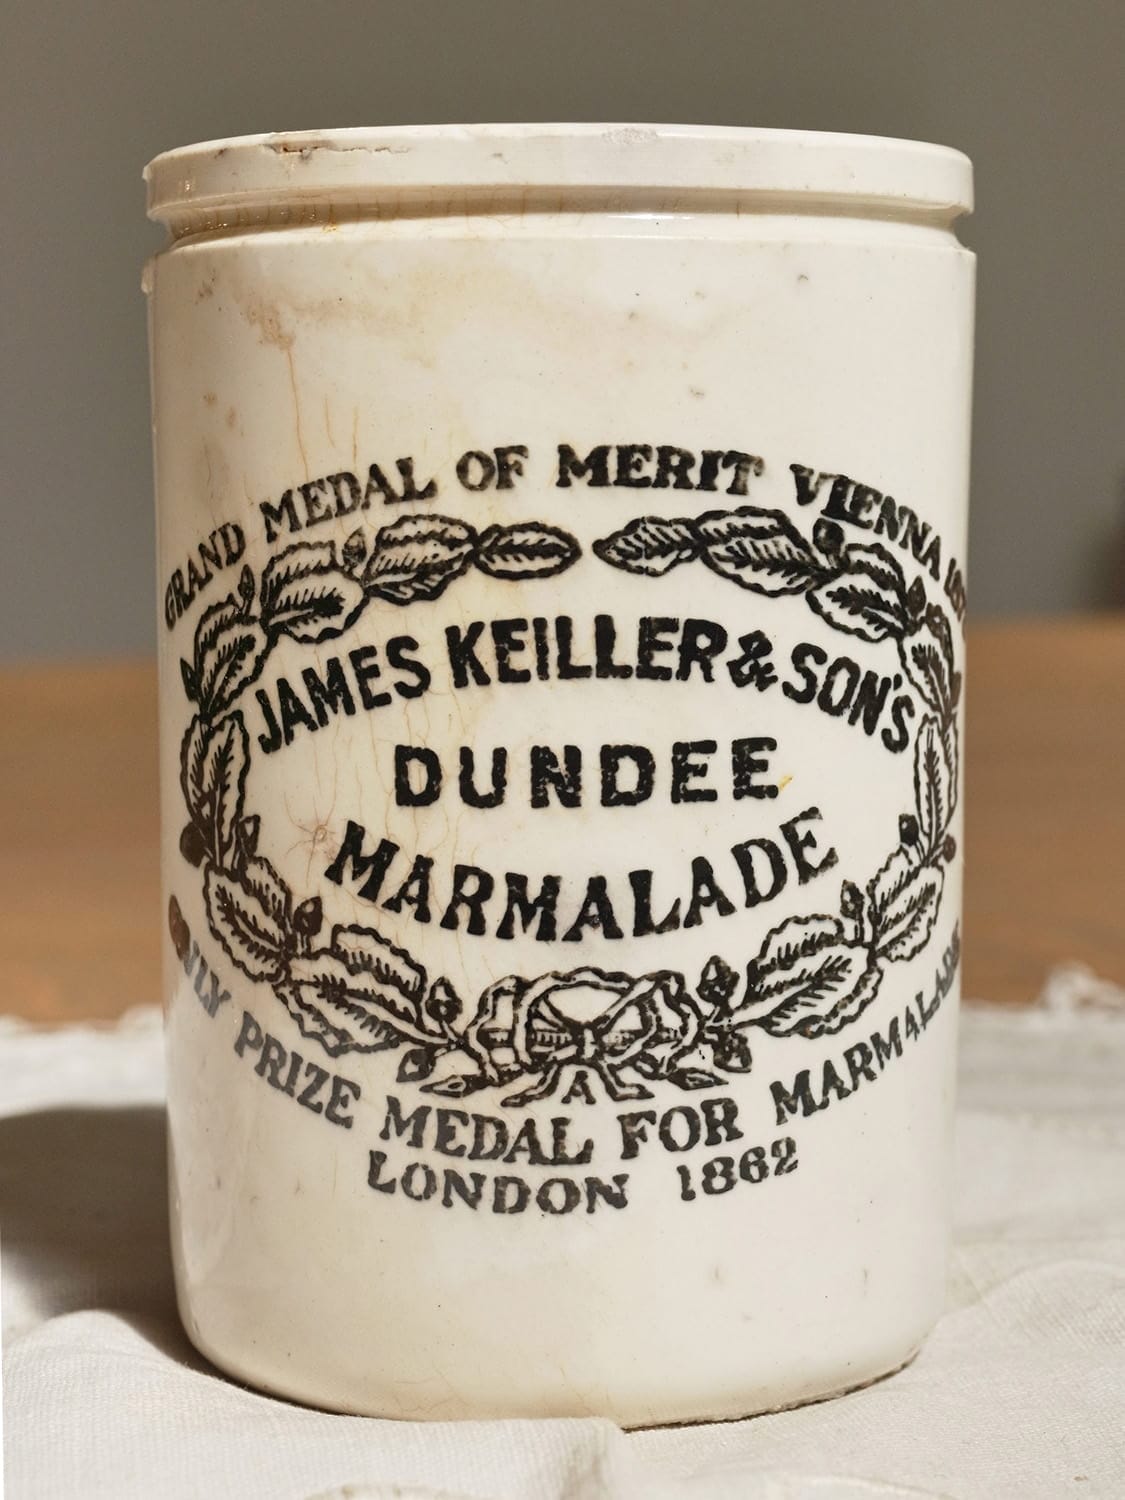 GRAND MEDAL OF MERIT VIENNA
JAMES KEILLER & SON'S
DUNDEE
MARMALADE
A
PRIZE MEDAL FOR MARMALADE
LONDON 1862